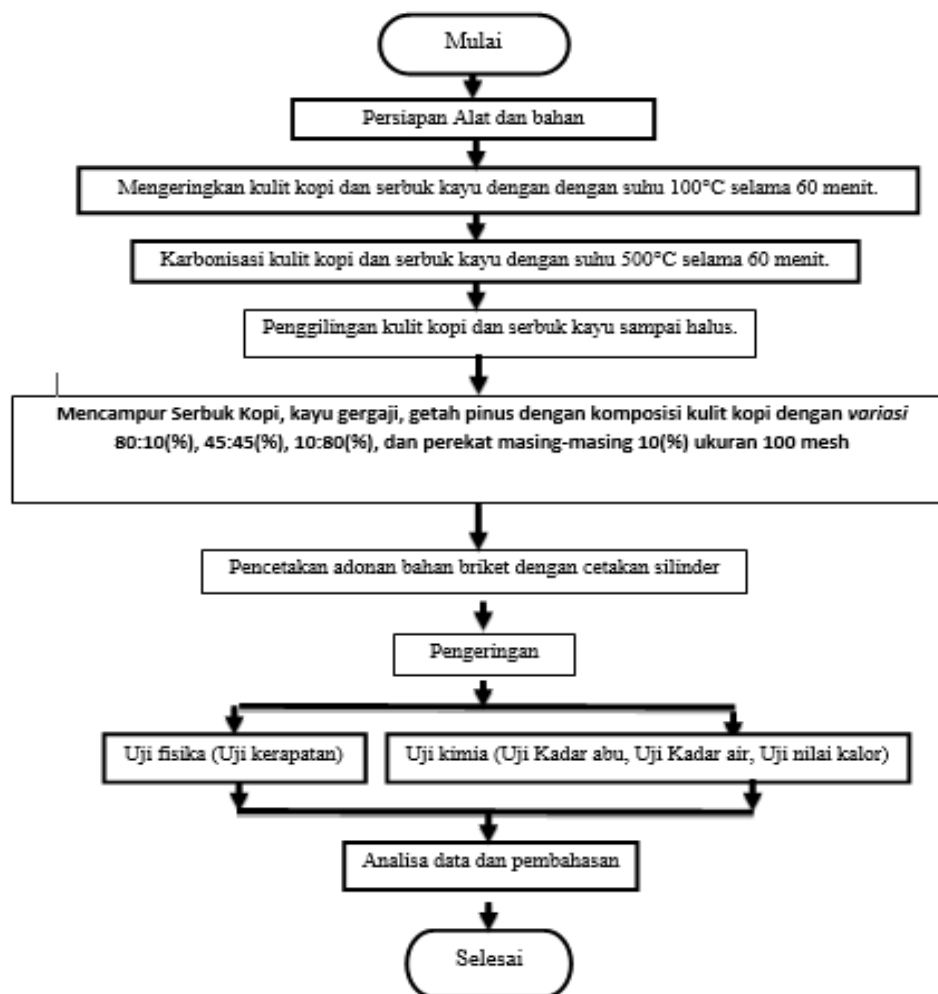 Mulai
Persiapan Alat dan bahan
Mengeringkan kulit kopi dan serbuk kayu dengan dengan suhu 100°C selama 60 menit.
Karbonisasi kulit kopi dan serbuk kayu dengan suhu 500°C selama 60 menit.
Penggilingan kulit kopi dan serbuk kayu sampai halus.
Mencampur Serbuk Kopi, kayu gergaji, getah pinus dengan komposisi kulit kopi dengan variasi
80:10(%), 45:45(%), 10:80(%), dan perekat masing-masing 10(%) ukuran 100 mesh
Pencetakan adonan bahan briket dengan cetakan silinder
Pengeringan
Uji fisika (Uji kerapatan)
Uji kimia (Uji Kadar abu, Uji Kadar air, Uji nilai kalor)
Analisa data dan pembahasan
Selesai